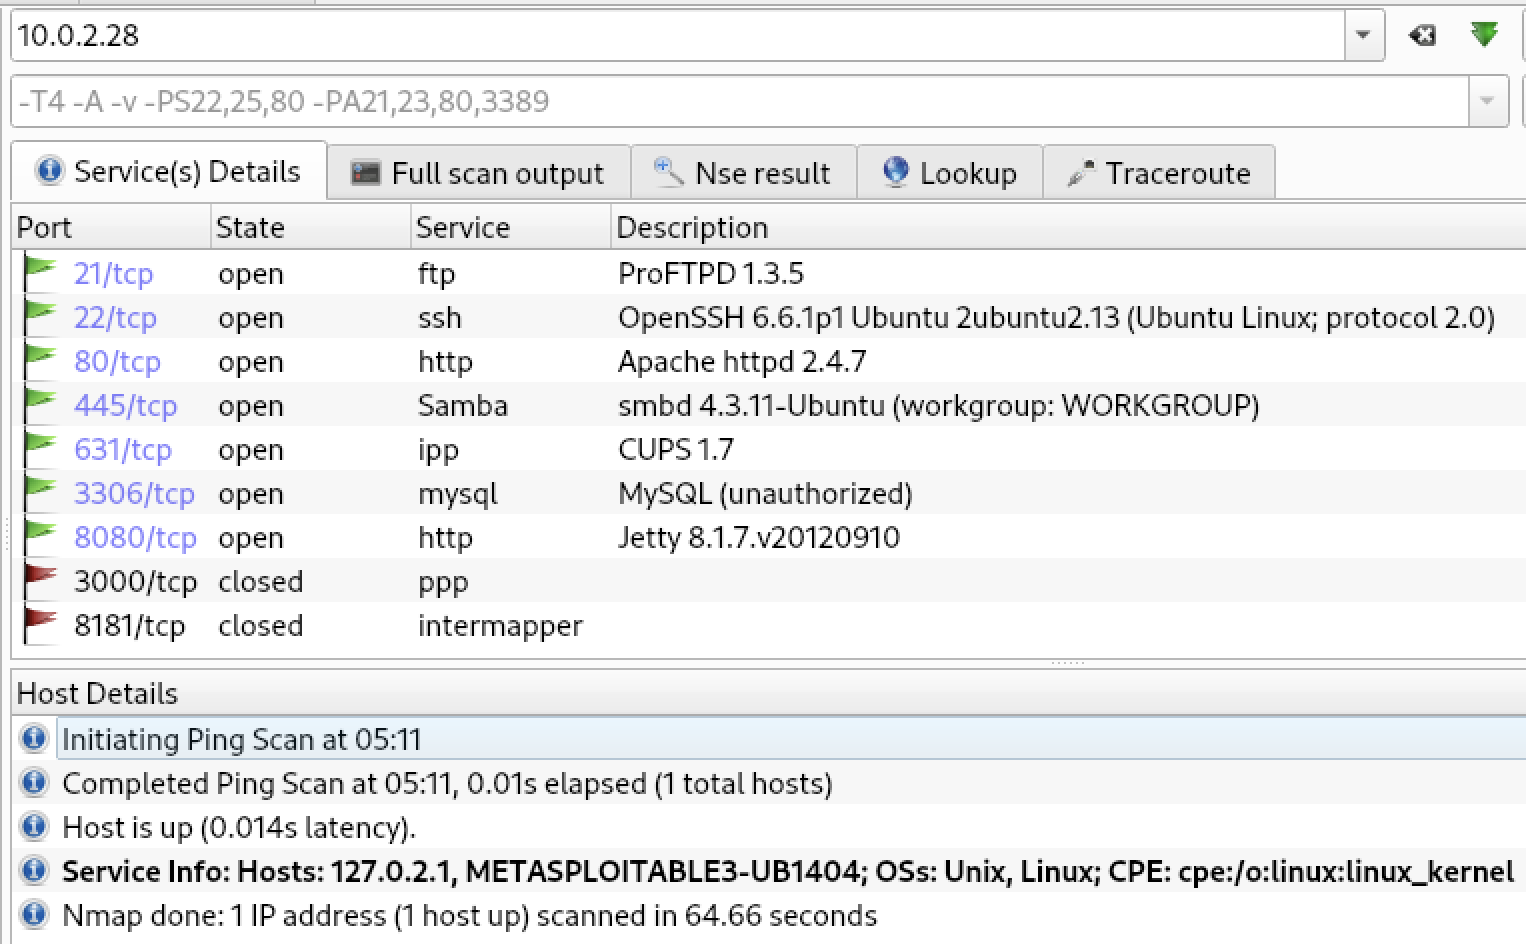 10.0.2.28
-T4 -A -v -PS22,25,80 -PA21,23,80,3389
Service(s) Details Full scan output Nse result Lookup Traceroute
Port State Service Description
21/tcp open ftp ProFTPD 1.3.5
22/tcp open ssh OpenSSH 6.6.1p1 Ubuntu 2ubuntu2.13 (Ubuntu Linux; protocol 2.0)
80/tcp open http Apache httpd 2.4.7
445/tcp open Samba smbd 4.3.11-Ubuntu (workgroup: WORKGROUP)
631/tcp open ipp CUPS 1.7
3306/tcp open mysql MySQL (unauthorized)
8080/tcp open http Jetty 8.1.7.v20120910
3000/tcp closed ppp
8181/tcp closed intermapper
Host Details
Initiating Ping Scan at 05:11
Completed Ping Scan at 05:11, 0.01s elapsed (1 total hosts)
Host is up (0.014s latency).
Service Info: Hosts: 127.0.2.1, METASPLOITABLE3-UB1404; OSs: Unix, Linux; CPE: cpe:/o:linux:linux_kernel
Nmap done: 1 IP address (1 host up) scanned in 64.66 seconds